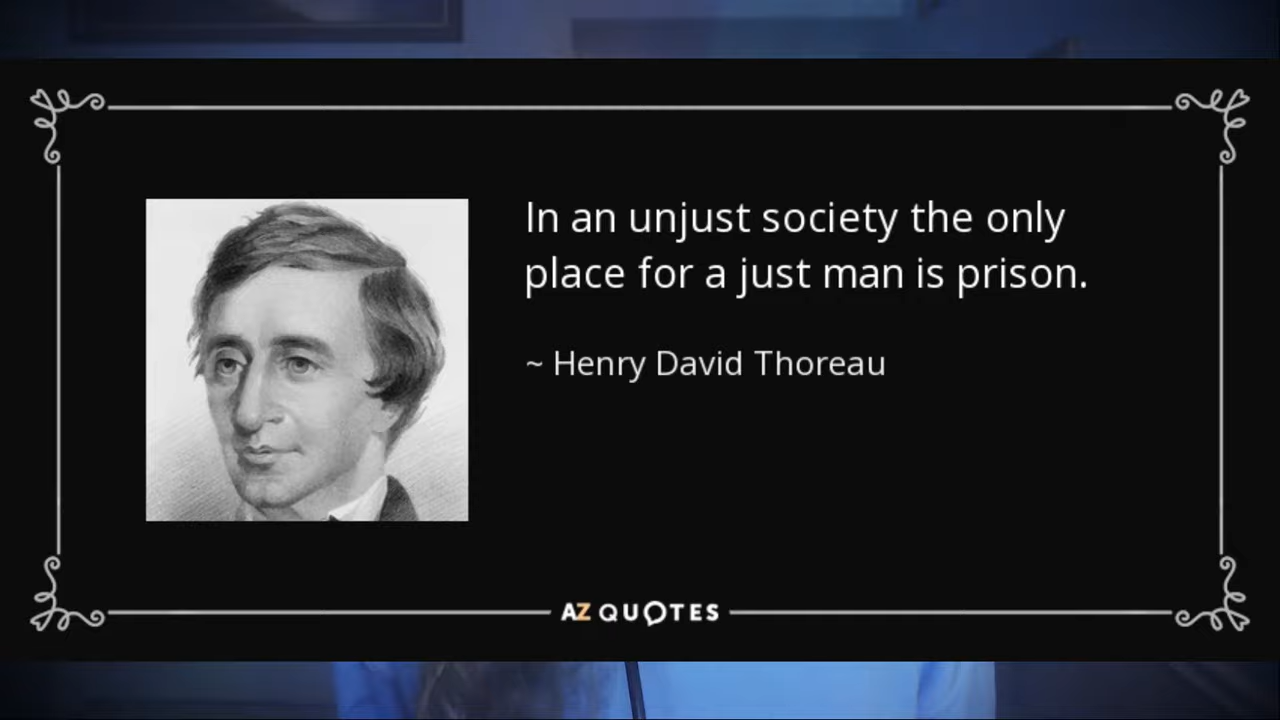 In an unjust society the only
place for a just man is prison.
~ Henry David Thoreau
AZ QUOTES